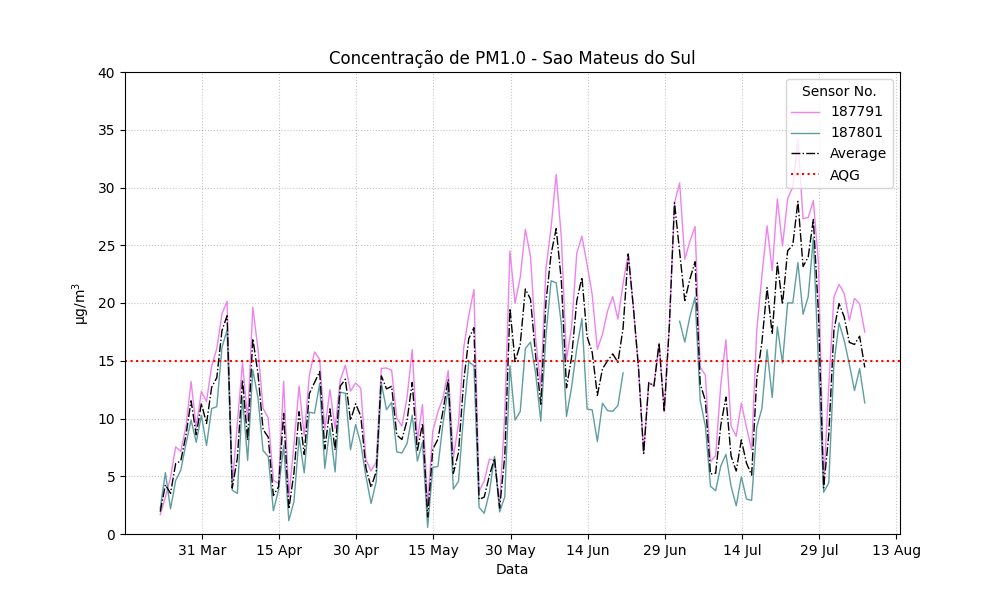 Concentração de PM1.0 - Sao Mateus do Sul
40
35
30
25
20
15
10
5
0
µg/m³
Sensor No.
187791
187801
Average
AQG
31 Mar 15 Apr 30 Apr 15 May 30 May 14 Jun 29 Jun 14 Jul 29 Jul 13 Aug
Data